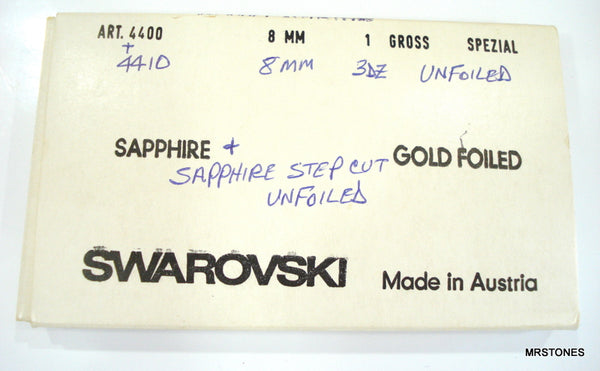 ART. 4400 8 MM 1 GROSS SPEZIAL
+ 4410 8MM 3DZ UNFOILED
SAPPHIRE + GOLD FOILED
SAPPHIRE STEP CUT
UNFOILED
SWAROVSKI Made in Austria
MRSTONES